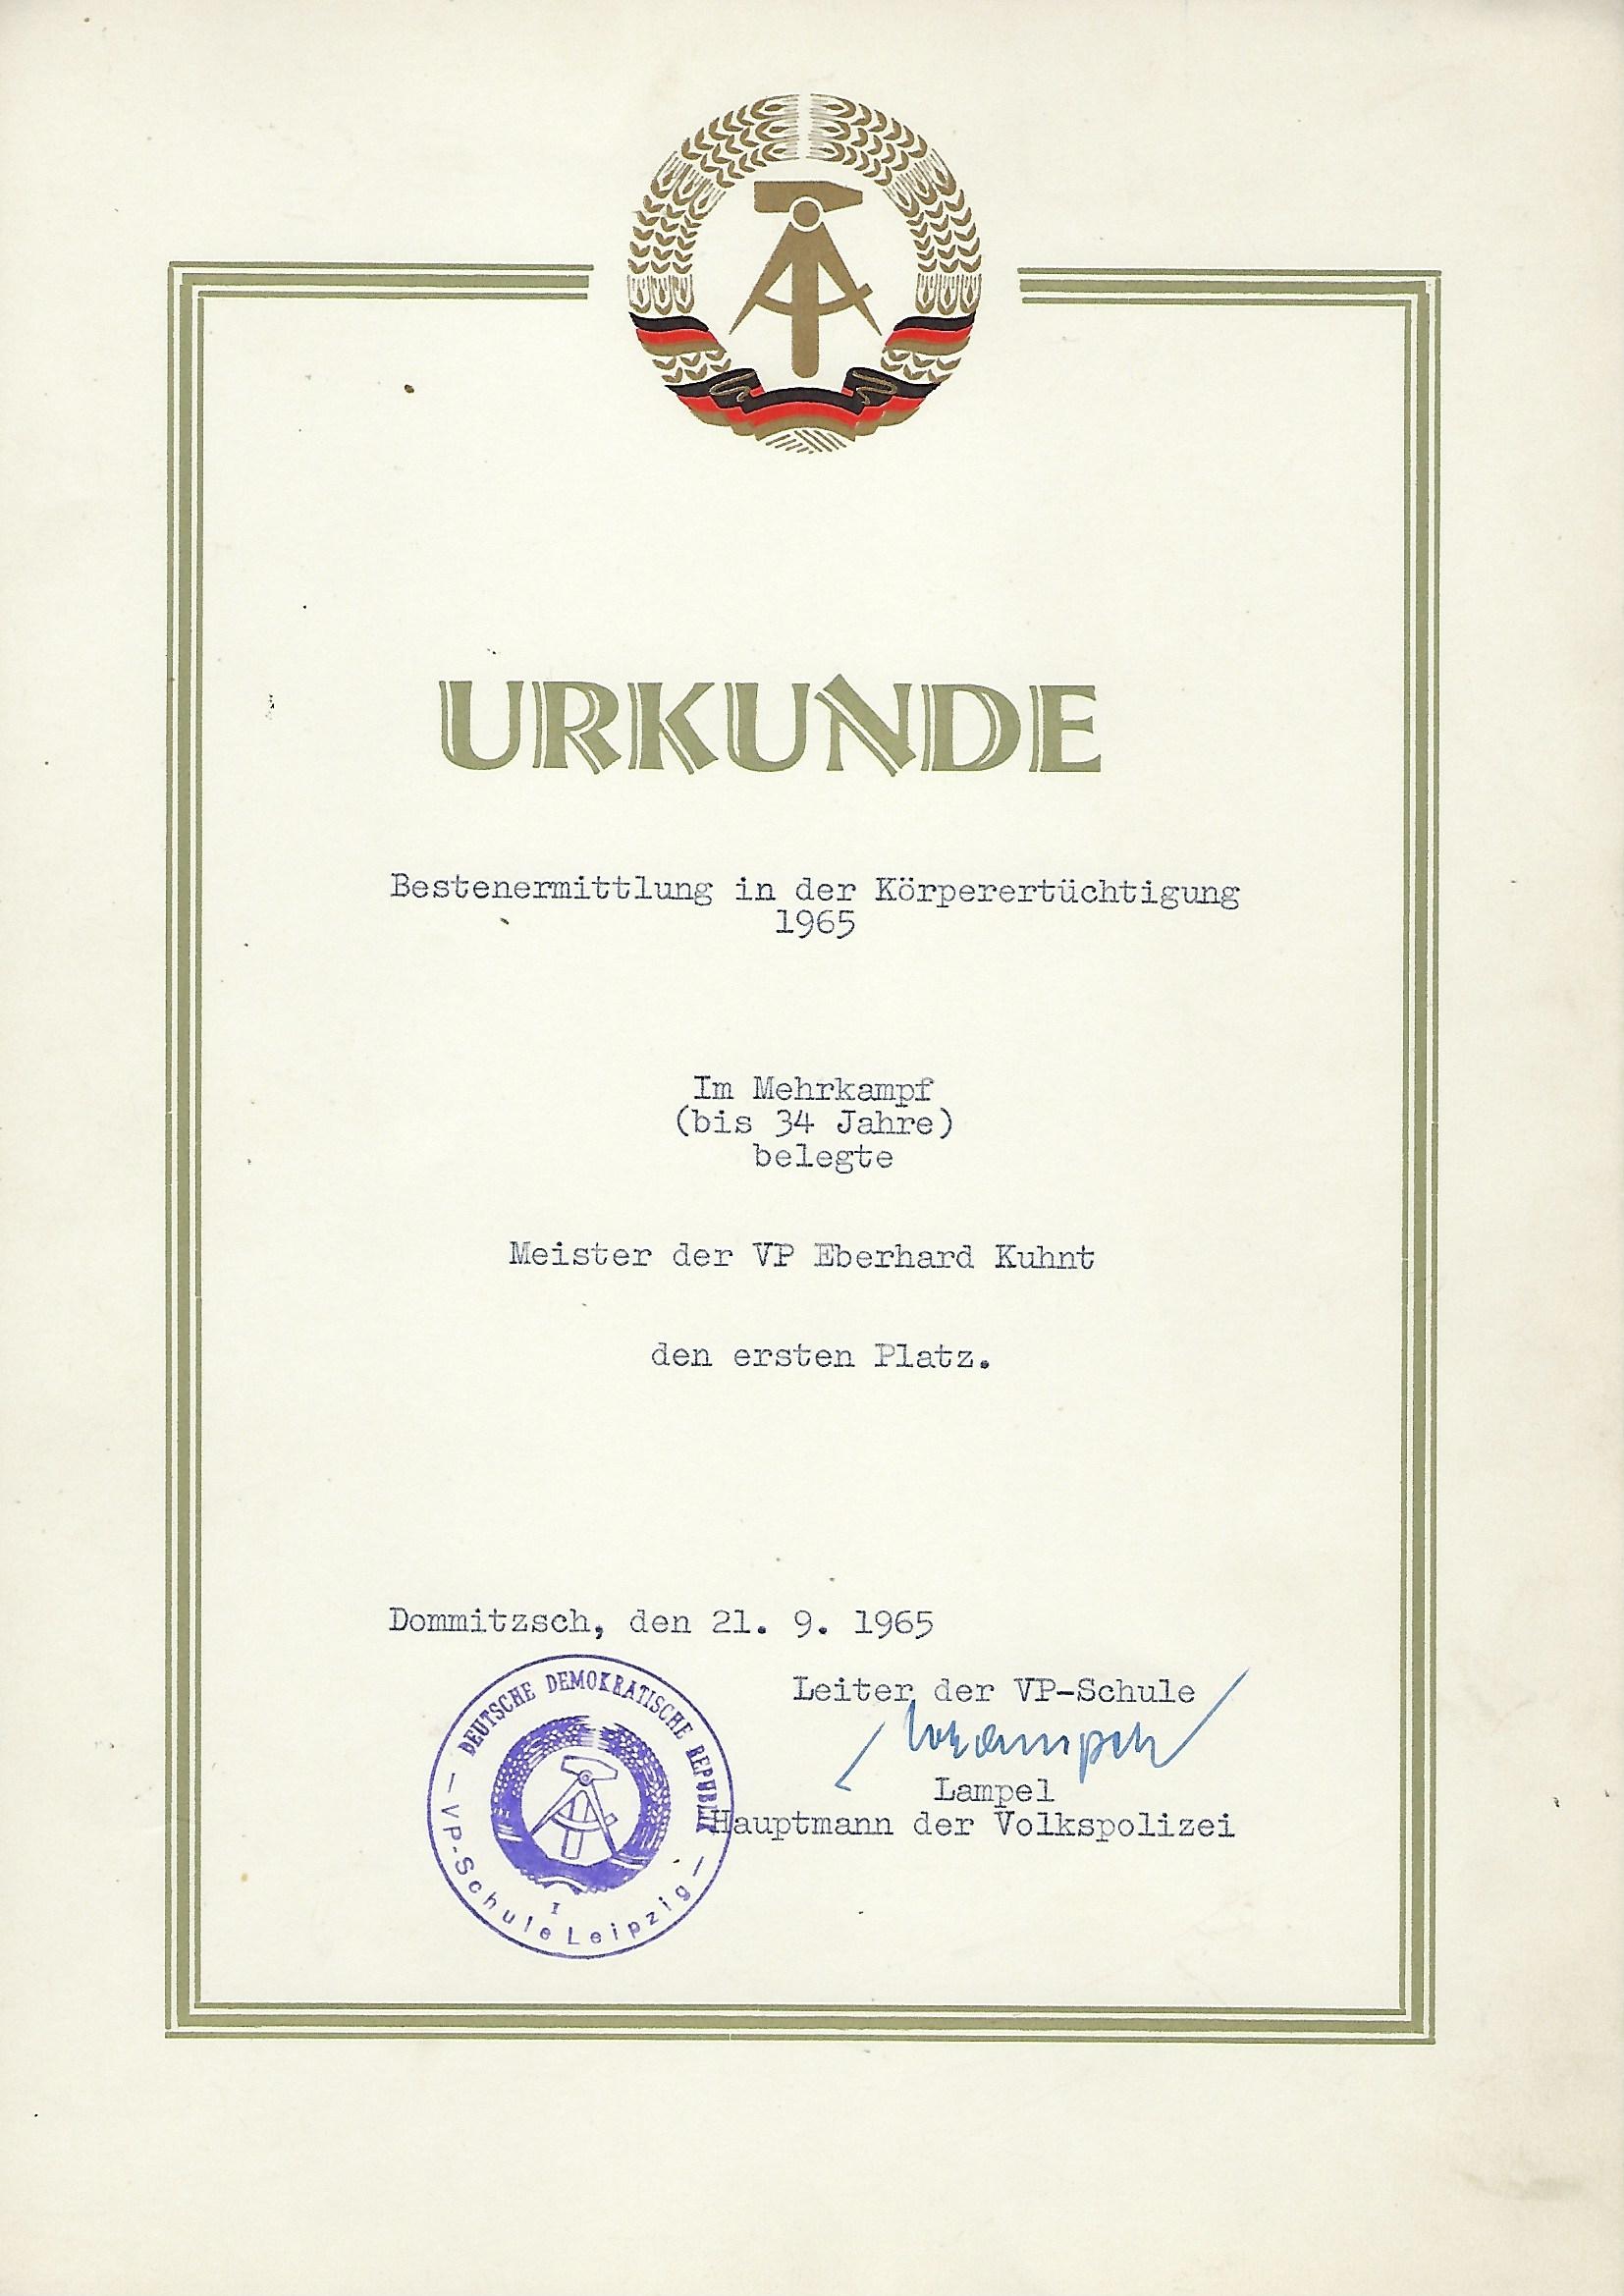 URKUNDE
Bestenermittlung in der Körperertüchtigung
1965
Im Mehrkampf
(bis 34 Jahre)
belegte
Meister der VP Eberhard Kuhnt
den ersten Platz.
Dommitzsch, den 21. 9. 1965
Leiter der VP-Schule
Lampel
Hauptmann der Volkspolizei
DEUTSCHE DEMOKRATISCHE REPUBLIK
- VP-Schule Leipzig -
I